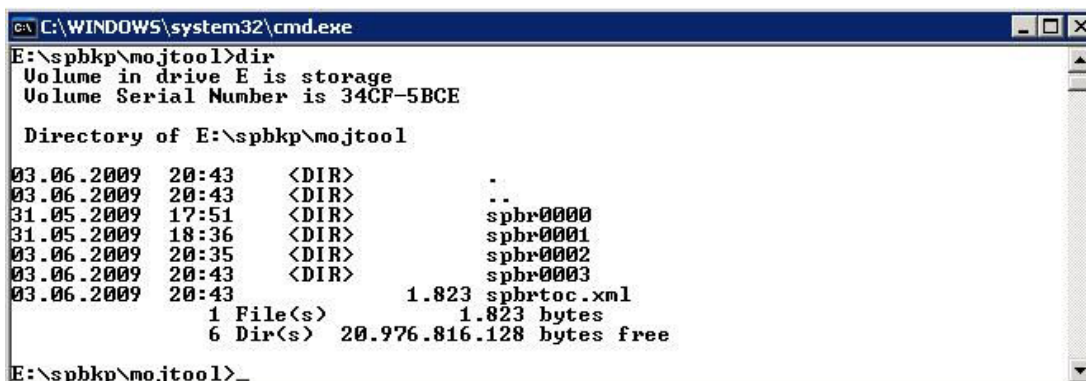 C:\WINDOWS\system32\cmd.exe
E:\spbkp\mojtool>dir
Volume in drive E is storage
Volume Serial Number is 34CF-5BCE
Directory of E:\spbkp\mojtool
03.06.2009 20:43 <DIR> .
03.06.2009 20:43 <DIR> ..
31.05.2009 17:51 <DIR> spbr0000
31.05.2009 18:36 <DIR> spbr0001
03.06.2009 20:35 <DIR> spbr0002
03.06.2009 20:43 <DIR> spbr0003
03.06.2009 20:43 1.823 spbrtoc.xml
1 File(s) 1.823 bytes
6 Dir(s) 20.976.816.128 bytes free
E:\spbkp\mojtool>_